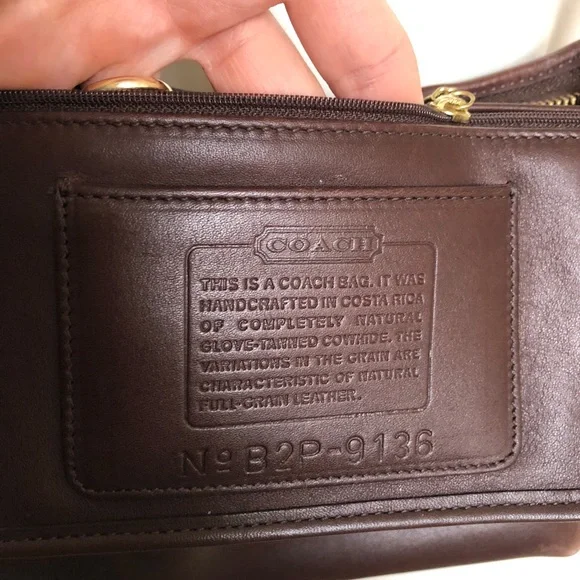 COACH
THIS IS A COACH BAG. IT WAS
HANDCRAFTED IN COSTA RICA
OF COMPLETELY NATURAL
GLOVE-TANNED COWHIDE. THE
VARIATIONS IN THE GRAIN ARE
CHARACTERISTIC OF NATURAL
FULL-GRAIN LEATHER.
Nº B2P-9136